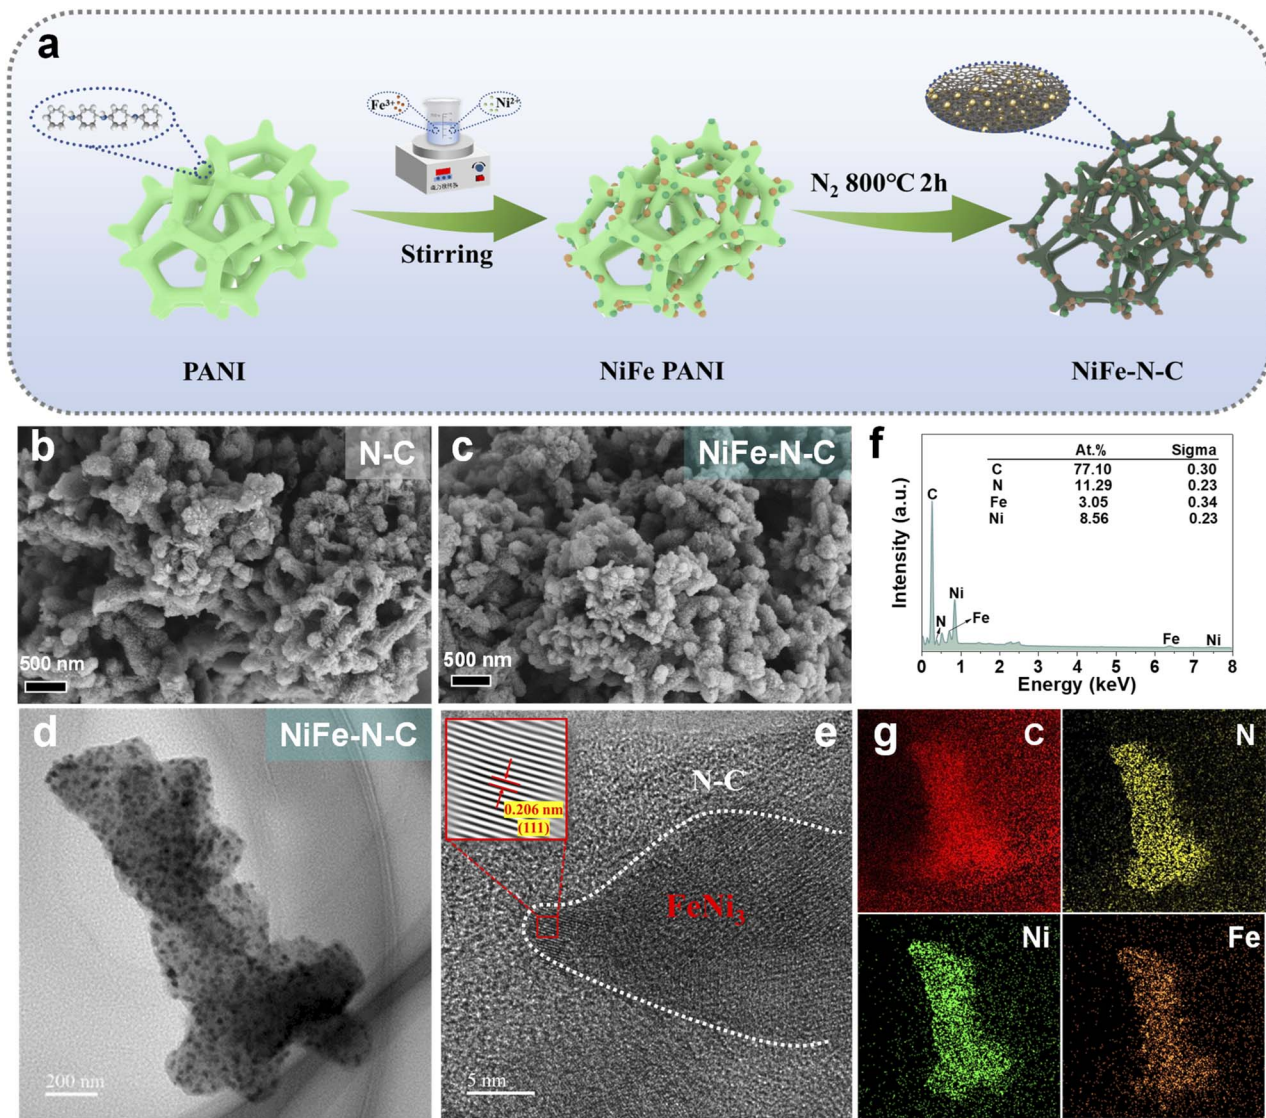 a
Fe³⁺
Ni²⁺
Stirring
N₂ 800°C 2h
PANI
NiFe PANI
NiFe-N-C
b
N-C
500 nm
c
NiFe-N-C
500 nm
f
At.% Sigma
C 77.10 0.30
N 11.29 0.23
Fe 3.05 0.34
Ni 8.56 0.23
C
N
Ni
Fe
Fe
Ni
Intensity (a.u.)
0 1 2 3 4 5 6 7 8
Energy (keV)
d
NiFe-N-C
200 nm
e
0.206 nm
(111)
N-C
FeNi₃
5 nm
g
C
N
Ni
Fe